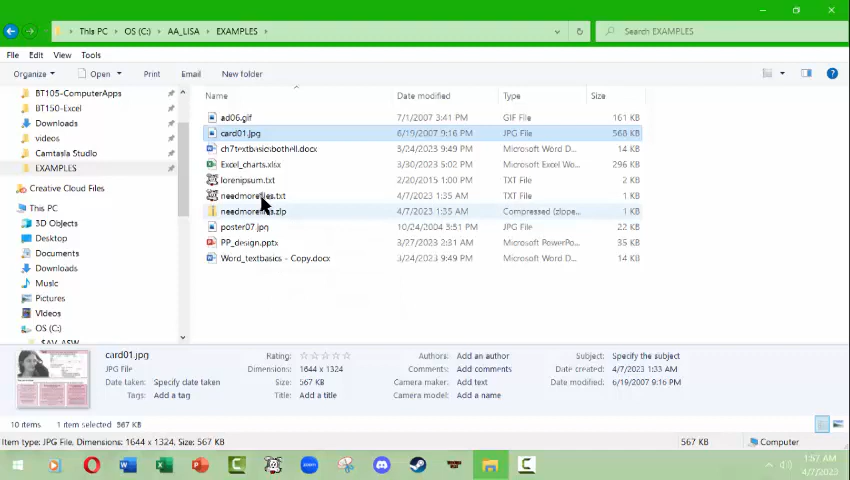 This PC > OS (C:) > AA_LISA > EXAMPLES >
Search EXAMPLES
File Edit View Tools
Organize Open Print Email New folder
Name Date modified Type Size
BT105-ComputerApps
BT150-Excel
Downloads
videos
Camtasia Studio
EXAMPLES
Creative Cloud Files
This PC
3D Objects
Desktop
Documents
Downloads
Music
Pictures
Videos
OS (C:)
ad06.gif 7/1/2007 3:41 PM GIF File 161 KB
card01.jpg 6/19/2007 9:16 PM JPG File 568 KB
3/24/2023 9:49 PM Microsoft Word D... 14 KB
Excel_charts.xlsx 3/30/2023 5:02 PM Microsoft Excel W... 296 KB
lorenipsum.txt 2/20/2015 1:00 PM TXT File 2 KB
needmorefiles.txt 4/7/2023 1:35 AM TXT File 1 KB
needmorefiles.zip 4/7/2023 1:35 AM Compressed (zippe... 1 KB
poster07.jpg 10/24/2004 3:51 PM JPG File 22 KB
PP_design.pptx 3/27/2023 2:31 AM Microsoft PowerP... 35 KB
Word_textbasics - Copy.docx 3/24/2023 9:49 PM Microsoft Word D... 14 KB
card01.jpg
JPG File
Date taken: Specify date taken
Tags: Add a tag
Rating:
Dimensions: 1644 x 1324
Size: 567 KB
Title: Add a title
Authors: Add an author
Comments: Add comments
Camera maker: Add text
Camera model: Add a name
Subject: Specify the subject
Date created: 4/7/2023 1:33 AM
Date modified: 6/19/2007 9:16 PM
10 items 1 item selected 567 KB
Item type: JPG File, Dimensions: 1644 x 1324, Size: 567 KB 567 KB Computer
1:57 AM
4/7/2023